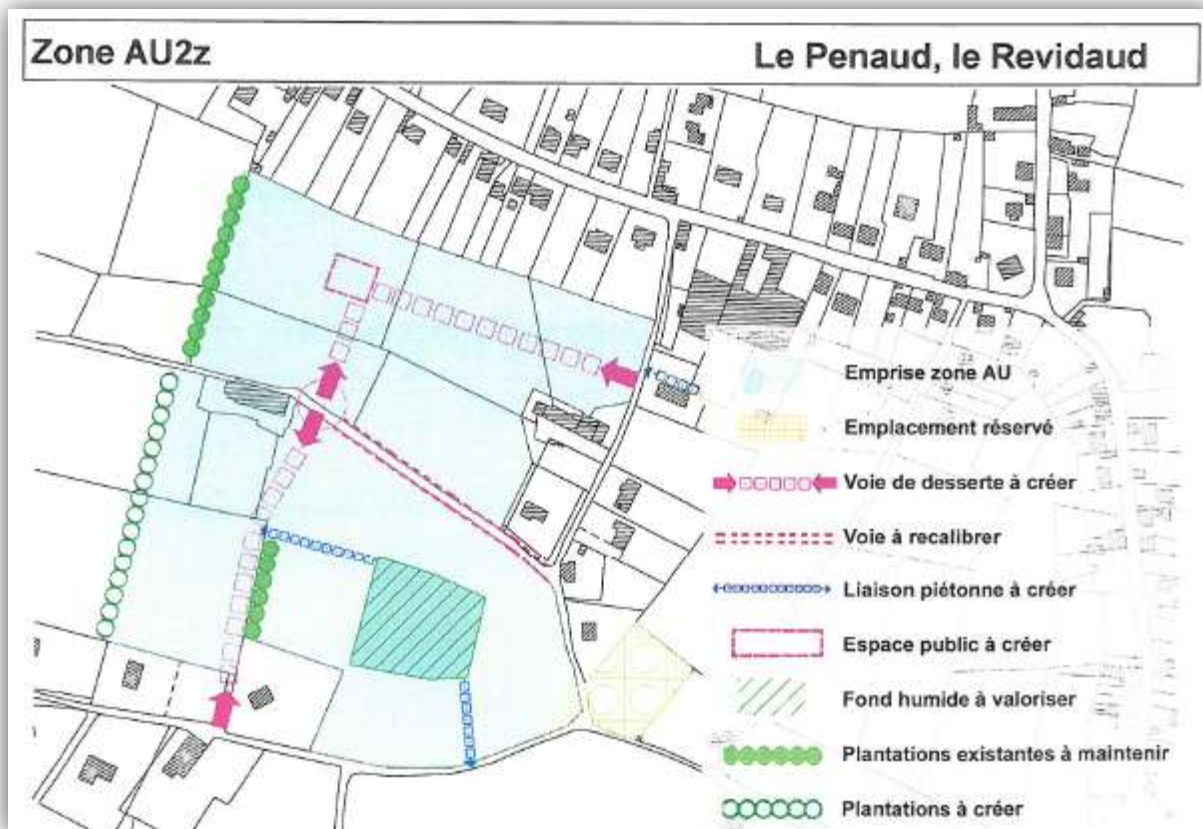 Zone AU2z
Le Penaud, le Revidaud
Emprise zone AU
Emplacement réservé
Voie de desserte à créer
Voie à recalibrer
Liaison piétonne à créer
Espace public à créer
Fond humide à valoriser
Plantations existantes à maintenir
Plantations à créer